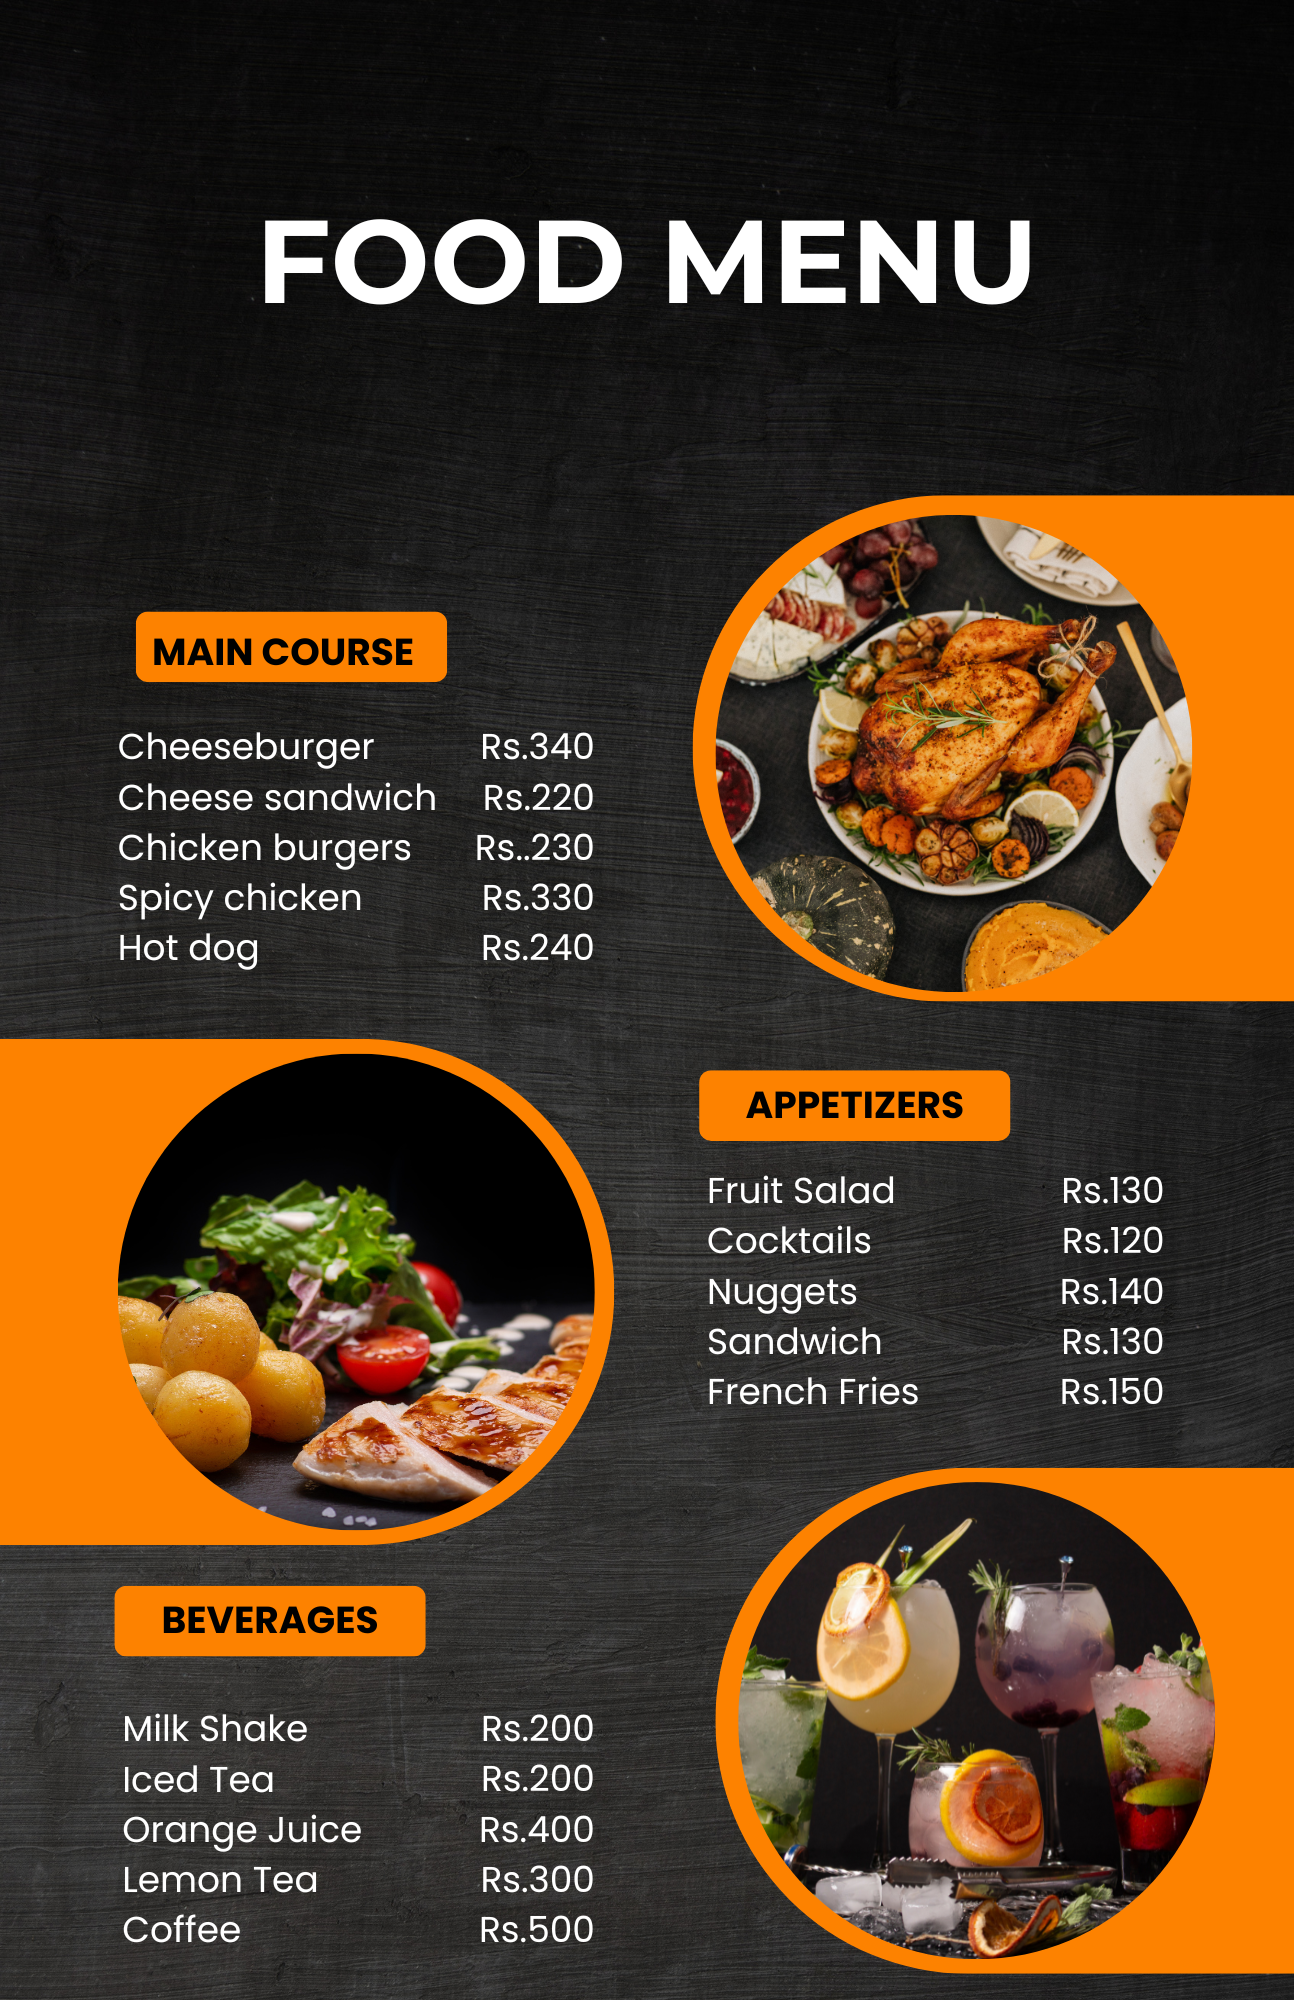 FOOD MENU
MAIN COURSE
Cheeseburger Rs.340
Cheese sandwich Rs.220
Chicken burgers Rs..230
Spicy chicken Rs.330
Hot dog Rs.240
APPETIZERS
Fruit Salad Rs.130
Cocktails Rs.120
Nuggets Rs.140
Sandwich Rs.130
French Fries Rs.150
BEVERAGES
Milk Shake Rs.200
Iced Tea Rs.200
Orange Juice Rs.400
Lemon Tea Rs.300
Coffee Rs.500